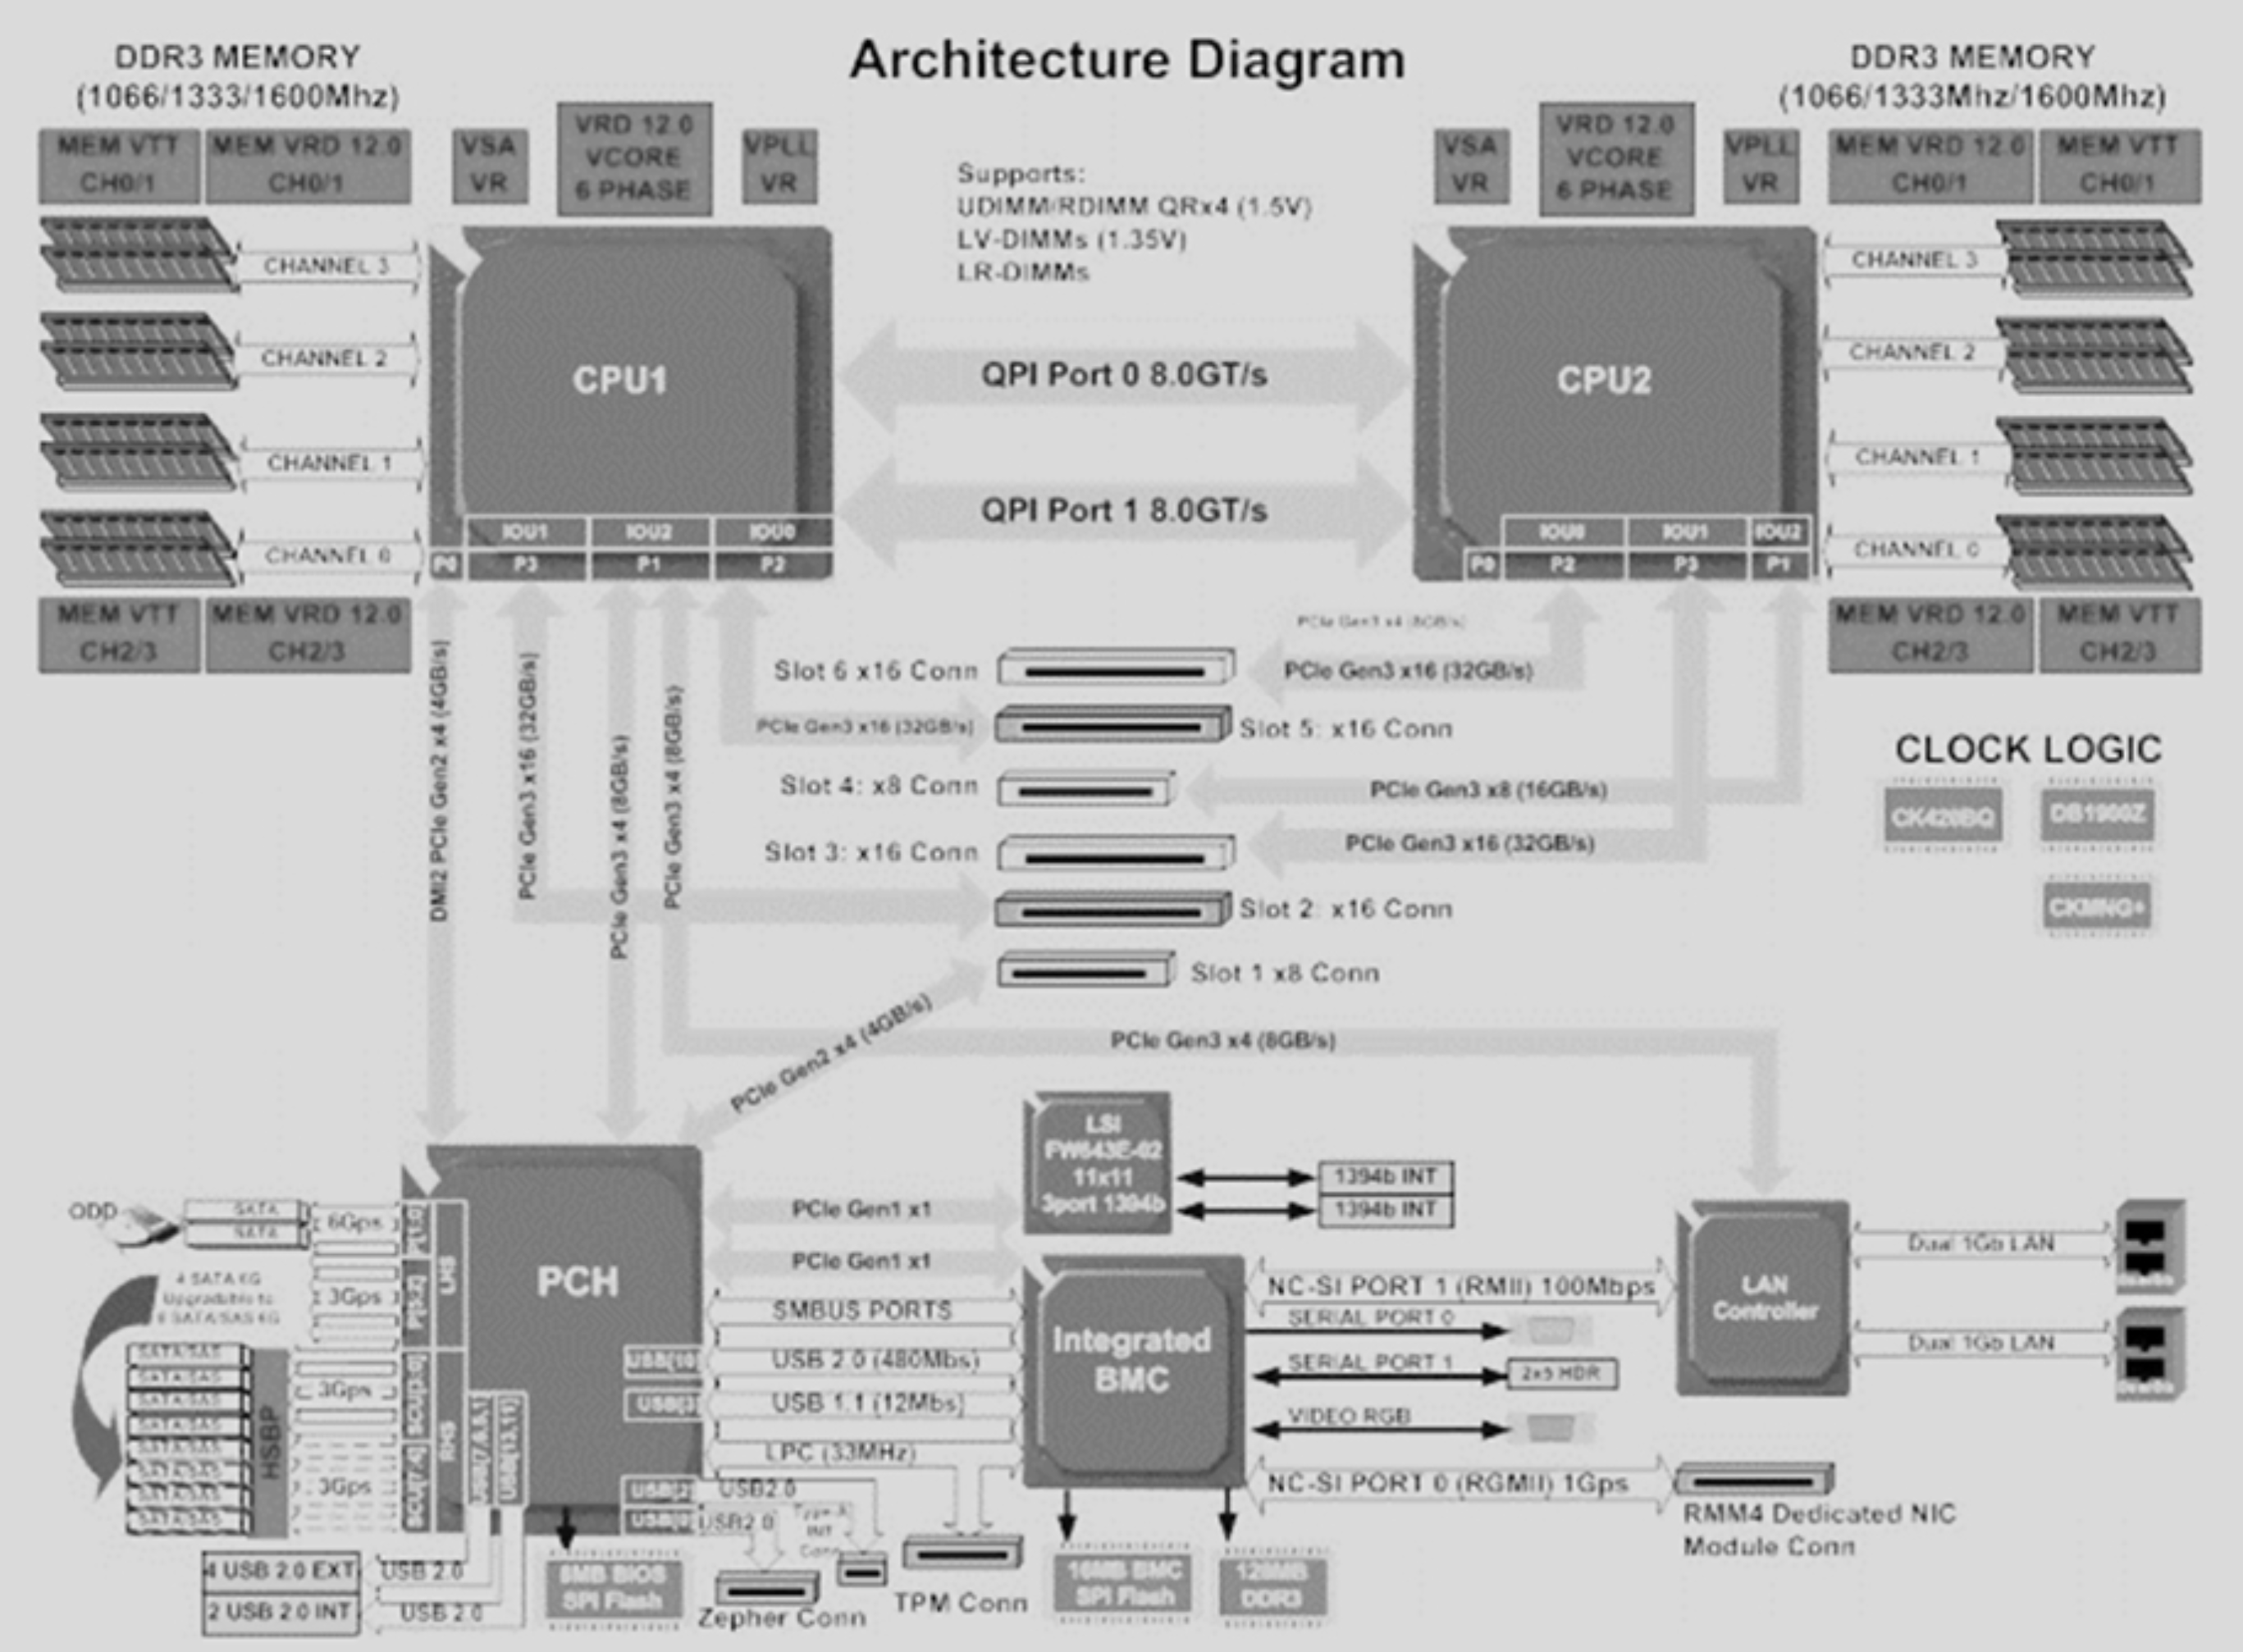 Architecture Diagram
DDR3 MEMORY
(1066/1333/1600Mhz)
MEM VTT
CH0/1
MEM VRD 12.0
CH0/1
VSA
VR
VRD 12.0
VCORE
6 PHASE
VPLL
VR
Supports:
UDIMM/RDIMM QRx4 (1.5V)
LV-DIMMs (1.35V)
LR-DIMMs
VSA
VR
VRD 12.0
VCORE
6 PHASE
VPLL
VR
DDR3 MEMORY
(1066/1333Mhz/1600Mhz)
MEM VRD 12.0
CH0/1
MEM VTT
CH0/1
CHANNEL 3
CHANNEL 2
CHANNEL 1
CHANNEL 0
CPU1
IOU1
IOU2
IOU0
P0
P3
P1
P2
QPI Port 0 8.0GT/s
QPI Port 1 8.0GT/s
CPU2
IOU0
IOU1
IOU2
P0
P2
P3
P1
CHANNEL 3
CHANNEL 2
CHANNEL 1
CHANNEL 0
MEM VTT
CH2/3
MEM VRD 12.0
CH2/3
MEM VRD 12.0
CH2/3
MEM VTT
CH2/3
DMI2 PCIe Gen2 x4 (4GB/s)
PCIe Gen3 x16 (32GB/s)
PCIe Gen3 x4 (8GB/s)
PCIe Gen3 x4 (8GB/s)
PCIe Gen3 x4 (8GB/s)
Slot 6 x16 Conn
PCIe Gen3 x16 (32GB/s)
PCIe Gen3 x16 (32GB/s)
Slot 5: x16 Conn
Slot 4: x8 Conn
PCIe Gen3 x8 (16GB/s)
Slot 3: x16 Conn
PCIe Gen3 x16 (32GB/s)
Slot 2: x16 Conn
Slot 1 x8 Conn
PCIe Gen2 x4 (4GB/s)
PCIe Gen3 x4 (8GB/s)
CLOCK LOGIC
CK420BQ
DB1900Z
CKMNG+
LSI
FW643E-02
11x11
3port 1394b
1394b INT
1394b INT
ODD
SATA
SATA
6Gps
3Gps
3Gps
3Gps
4 SATA 6G
Upgradable to
8 SATA/SAS 6G
SATA/SAS
SATA/SAS
SATA/SAS
SATA/SAS
SATA/SAS
SATA/SAS
SATA/SAS
SATA/SAS
HSBP
LHS
RHS
PCH
PCIe Gen1 x1
PCIe Gen1 x1
SMBUS PORTS
USB[10]
USB 2.0 (480Mbs)
USB[3]
USB 1.1 (12Mbs)
LPC (33MHz)
USB[2]
USB2.0
USB2.0
Type-A
INT
Conn
USB[13,11]
4 USB 2.0 EXT
USB 2.0
2 USB 2.0 INT
USB 2.0
8MB BIOS
SPI Flash
Zepher Conn
TPM Conn
Integrated
BMC
16MB BMC
SPI Flash
128MB
DDR3
NC-SI PORT 1 (RMII) 100Mbps
SERIAL PORT 0
SERIAL PORT 1
2x5 HDR
VIDEO RGB
NC-SI PORT 0 (RGMII) 1Gps
LAN
Controller
Dual 1Gb LAN
Dual 1Gb LAN
RMM4 Dedicated NIC
Module Conn